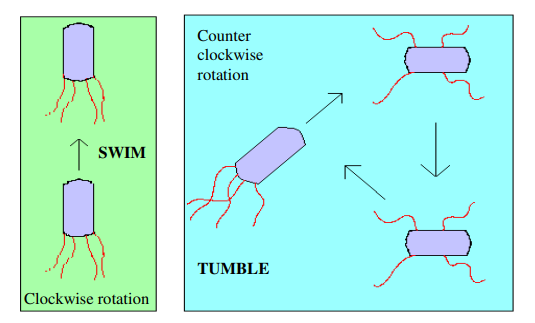 SWIM
Clockwise rotation
Counter
clockwise
rotation
TUMBLE